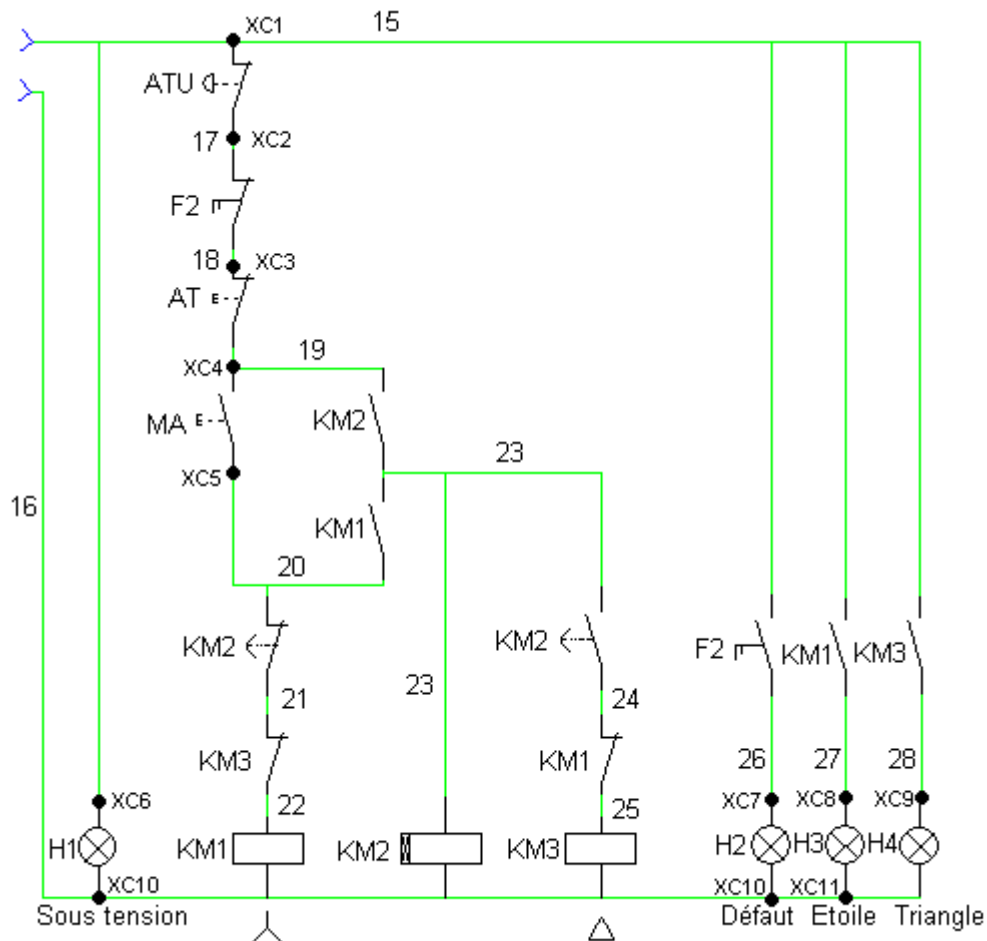 XC1
15
ATU
17
XC2
F2
18
XC3
AT E
19
XC4
MA E
KM2
XC5
23
16
KM1
20
KM2
KM2
F2
KM1
KM3
23
21
24
KM3
KM1
26
27
28
XC6
22
25
XC7
XC8
XC9
H1
KM1
KM2
KM3
H2
H3
H4
XC10
XC10
XC11
Sous tension
Défaut
Etoile
Triangle